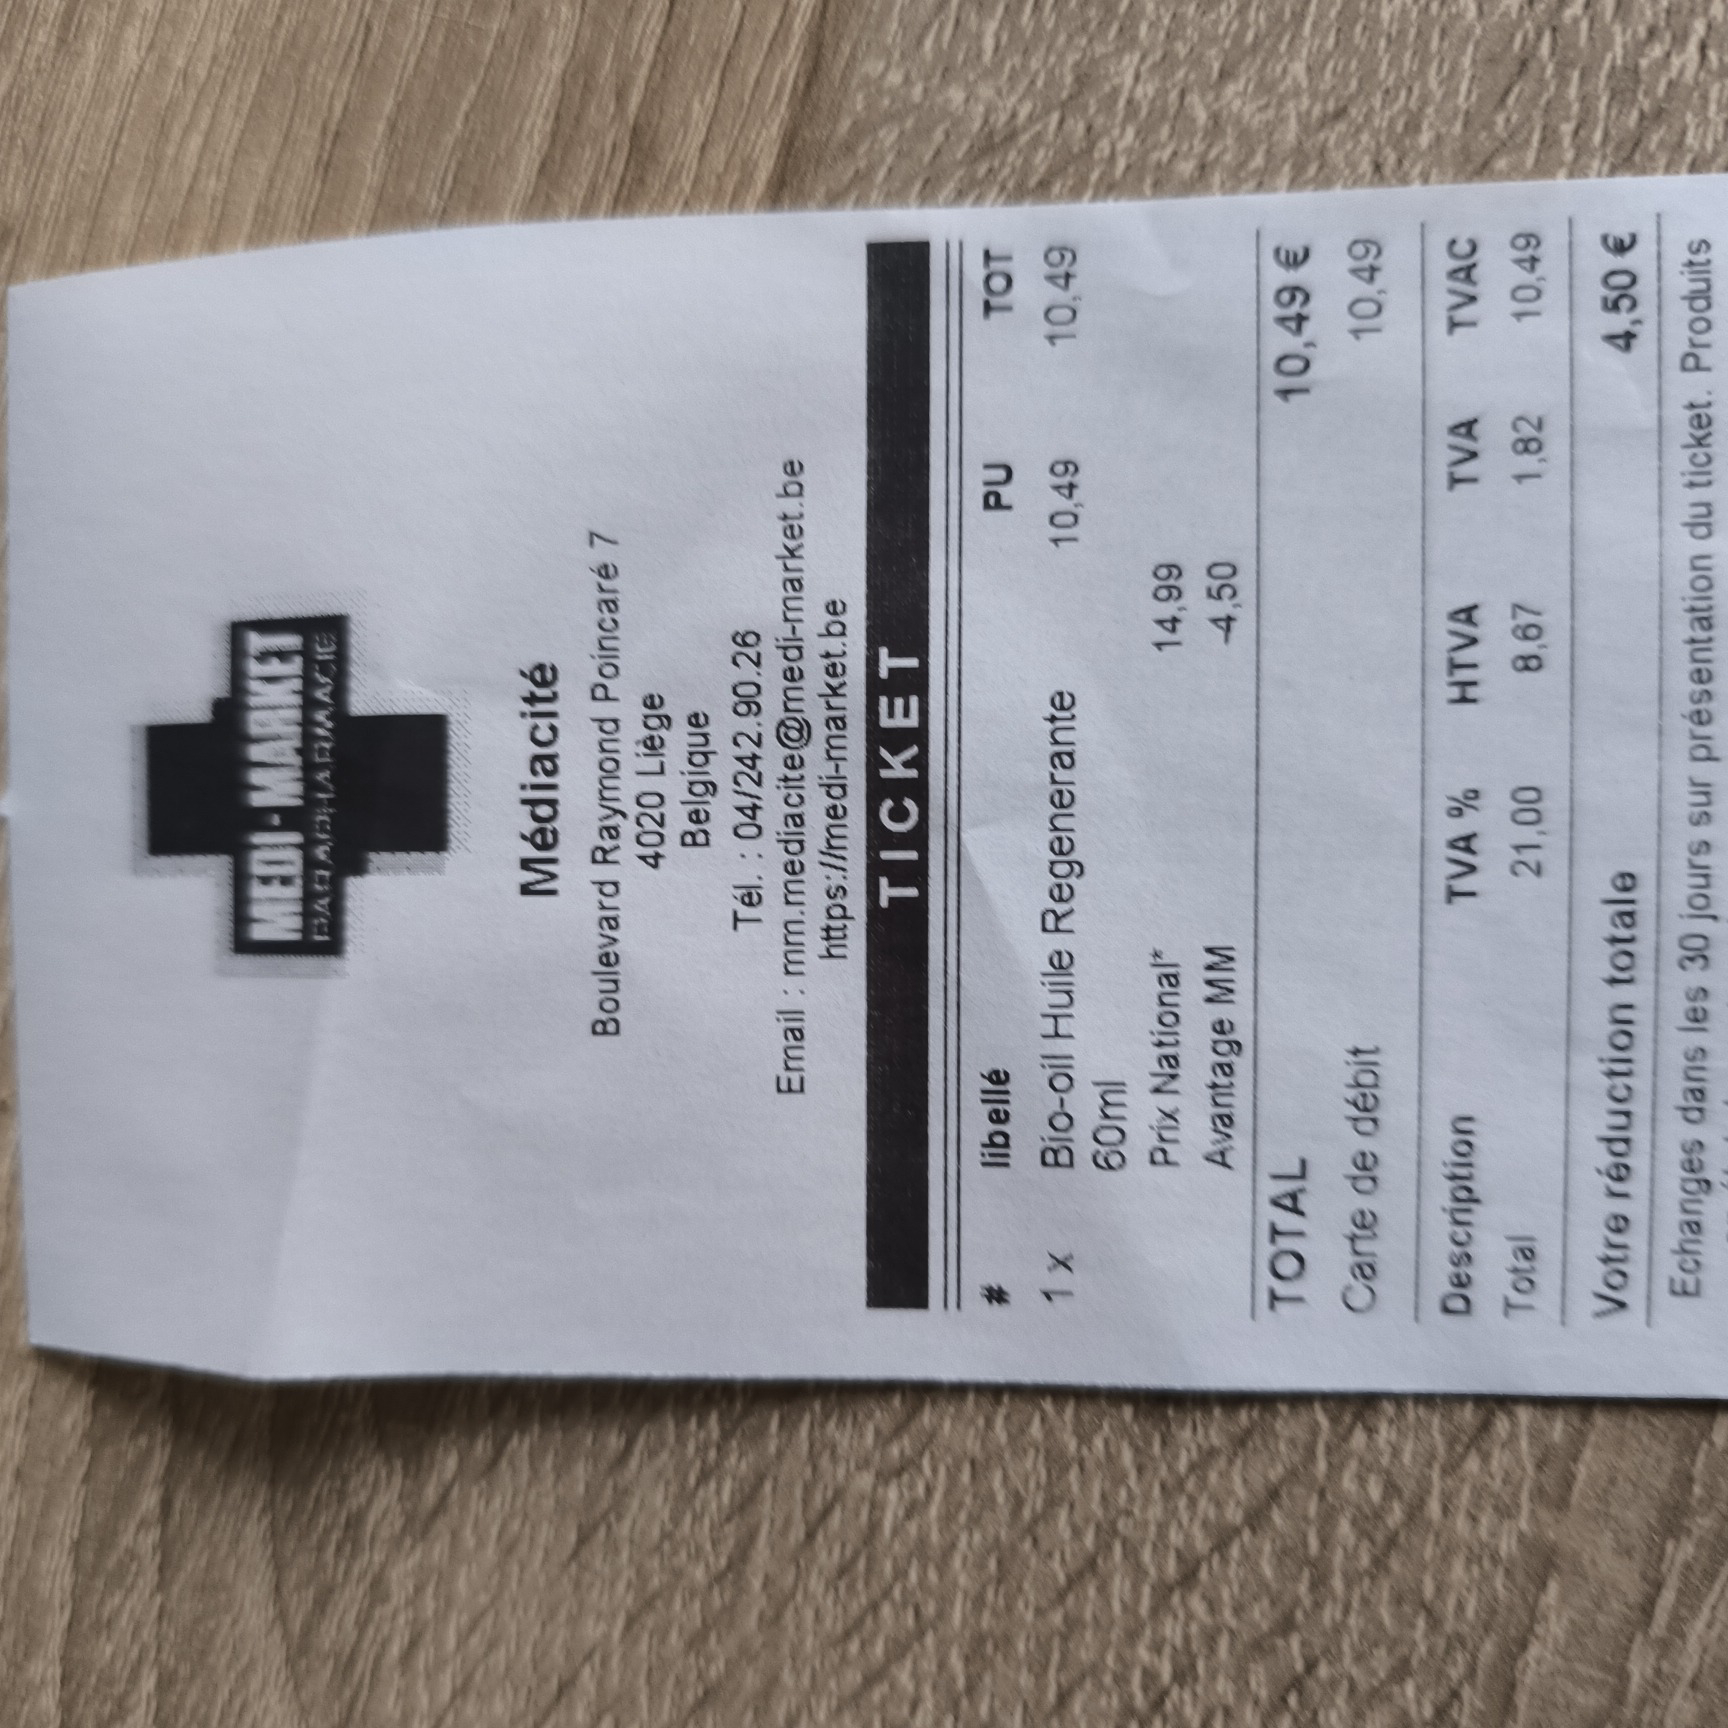 MEDI-MARKET
PARAPHARMACIE
Médiacité
Boulevard Raymond Poincaré 7
4020 Liège
Belgique
Tél. : 04/242.90.26
Email : mm.mediacite@medi-market.be
https://medi-market.be
TICKET
# libellé PU TOT
1 x Bio-oil Huile Regenerante 10,49 10,49
60ml
Prix National* 14,99
Avantage MM -4,50
TOTAL 10,49 €
Carte de débit 10,49
Description TVA % HTVA TVA TVAC
Total 21,00 8,67 1,82 10,49
Votre réduction totale 4,50 €
Echanges dans les 30 jours sur présentation du ticket. Produits